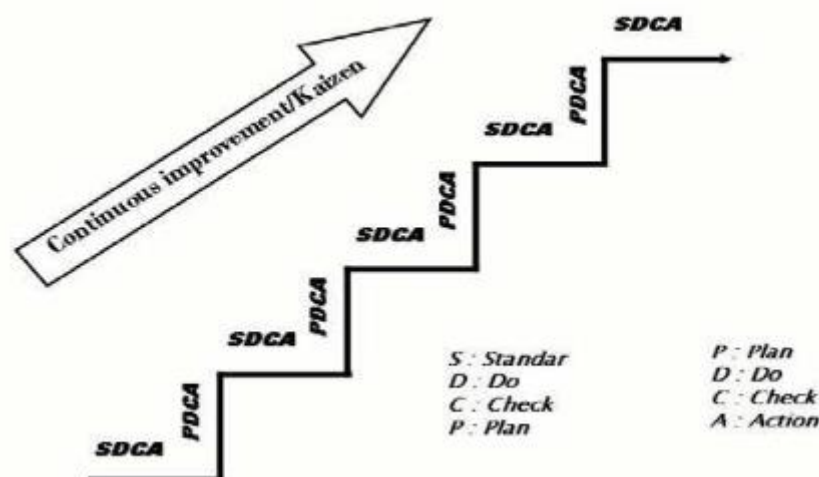 SDCA
PDCA
Continuous improvement/Kaizen
SDCA
PDCA
SDCA
PDCA
SDCA
PDCA
SDCA
S : Standar
D : Do
C : Check
P : Plan
P : Plan
D : Do
C : Check
A : Action